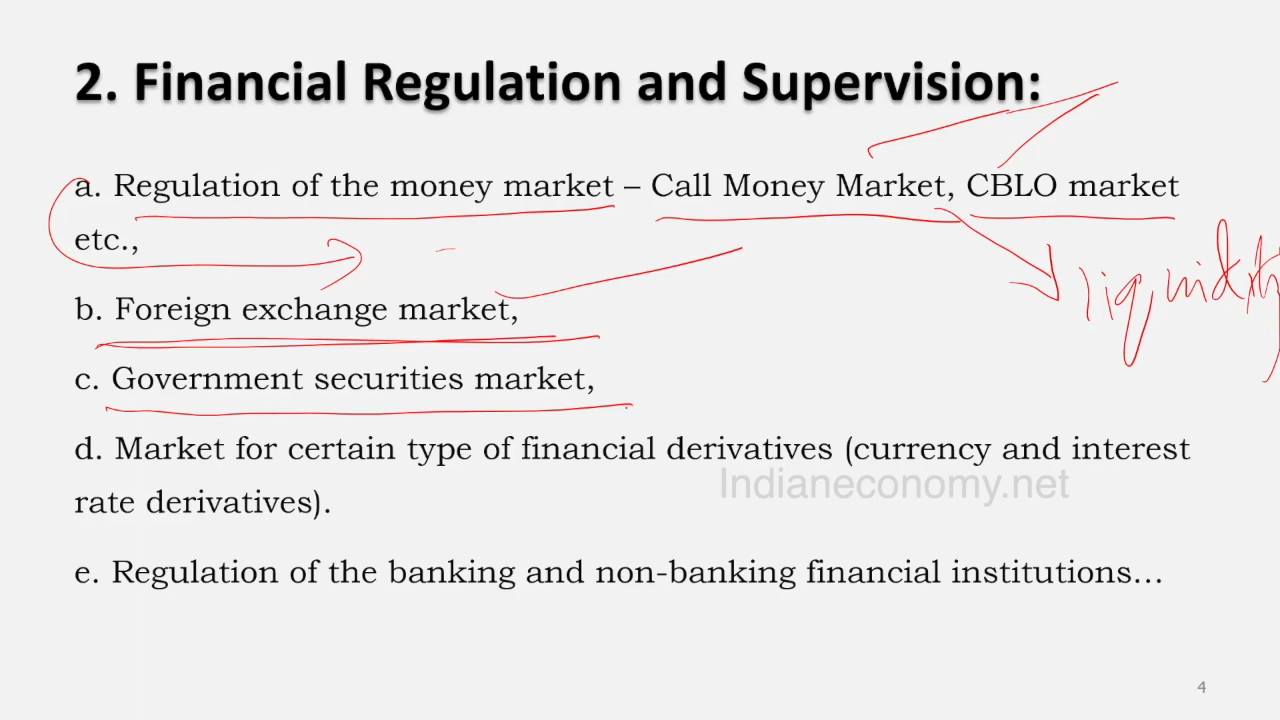 2. Financial Regulation and Supervision:
a. Regulation of the money market – Call Money Market, CBLO market
etc.,
liquidity
b. Foreign exchange market,
c. Government securities market,
d. Market for certain type of financial derivatives (currency and interest
Indianeconomy.net
rate derivatives).
e. Regulation of the banking and non-banking financial institutions…
4